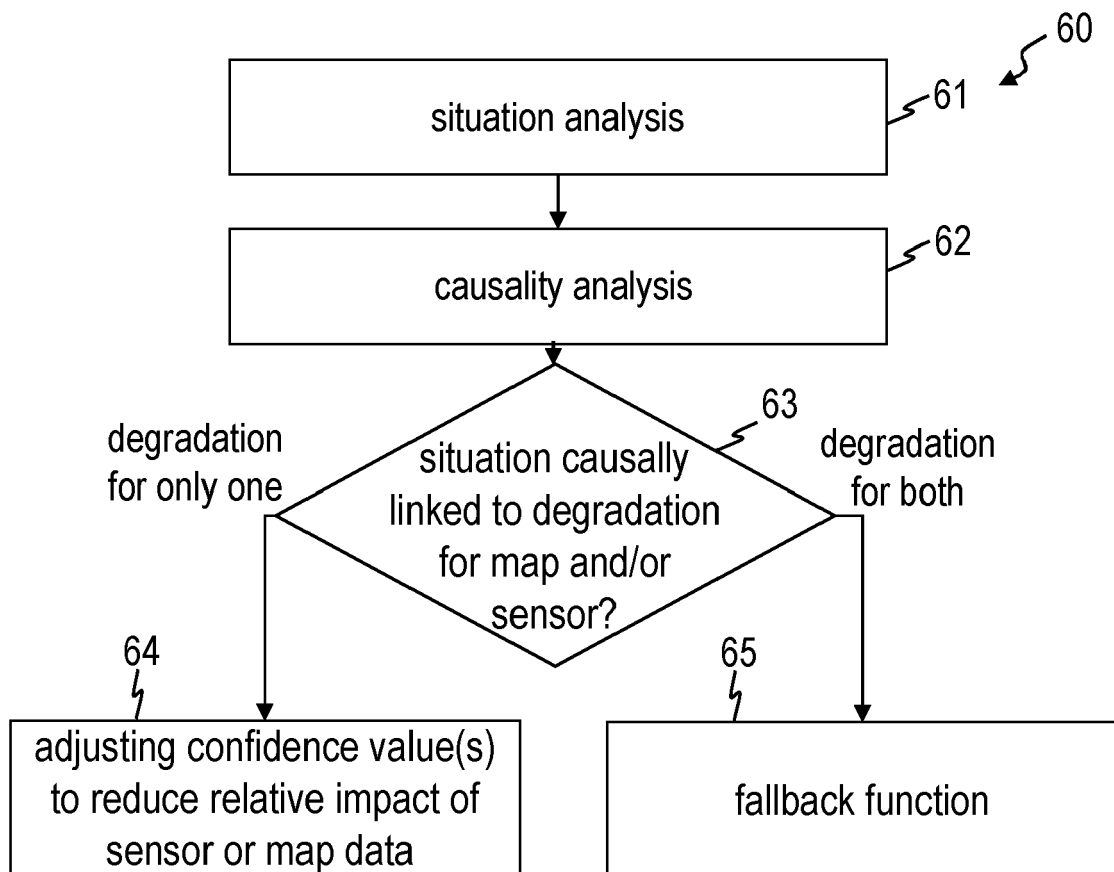 60
situation analysis
61
causality analysis
62
63
degradation
for only one
situation causally
linked to degradation
for map and/or
sensor?
degradation
for both
64
adjusting confidence value(s)
to reduce relative impact of
sensor or map data
65
fallback function